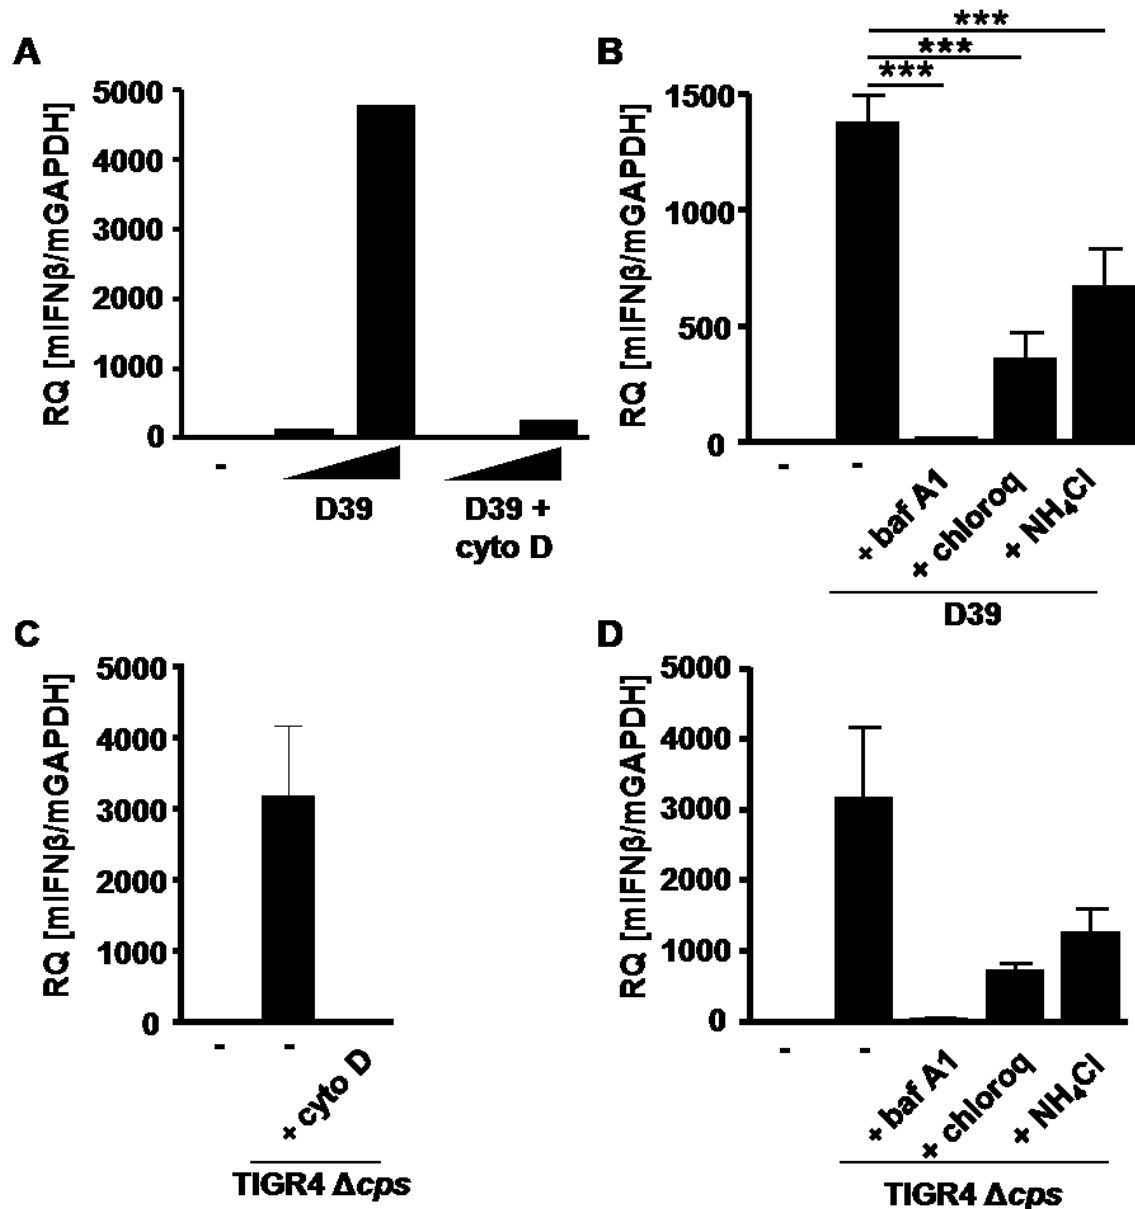 A
RQ [mIFNβ/mGAPDH]
5000
4000
3000
2000
1000
0
-
D39
D39 +
cyto D
B
RQ [mIFNβ/mGAPDH]
***
***
***
1500
1000
500
0
-
-
+ baf A1
+ chloroq
+ NH₄Cl
D39
C
RQ [mIFNβ/mGAPDH]
5000
4000
3000
2000
1000
0
-
-
+ cyto D
TIGR4 Δcps
D
RQ [mIFNβ/mGAPDH]
5000
4000
3000
2000
1000
0
-
-
+ baf A1
+ chloroq
+ NH₄Cl
TIGR4 Δcps